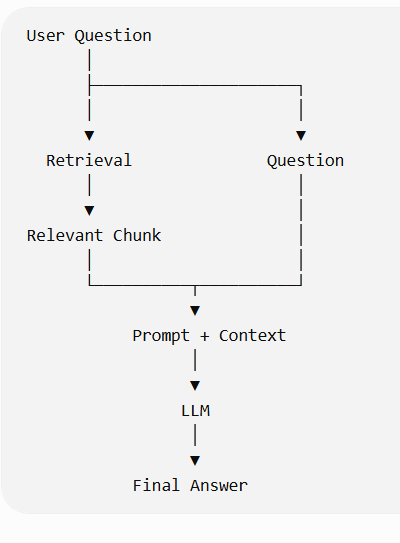 User Question
Retrieval Question
Relevant Chunk
Prompt + Context
LLM
Final Answer